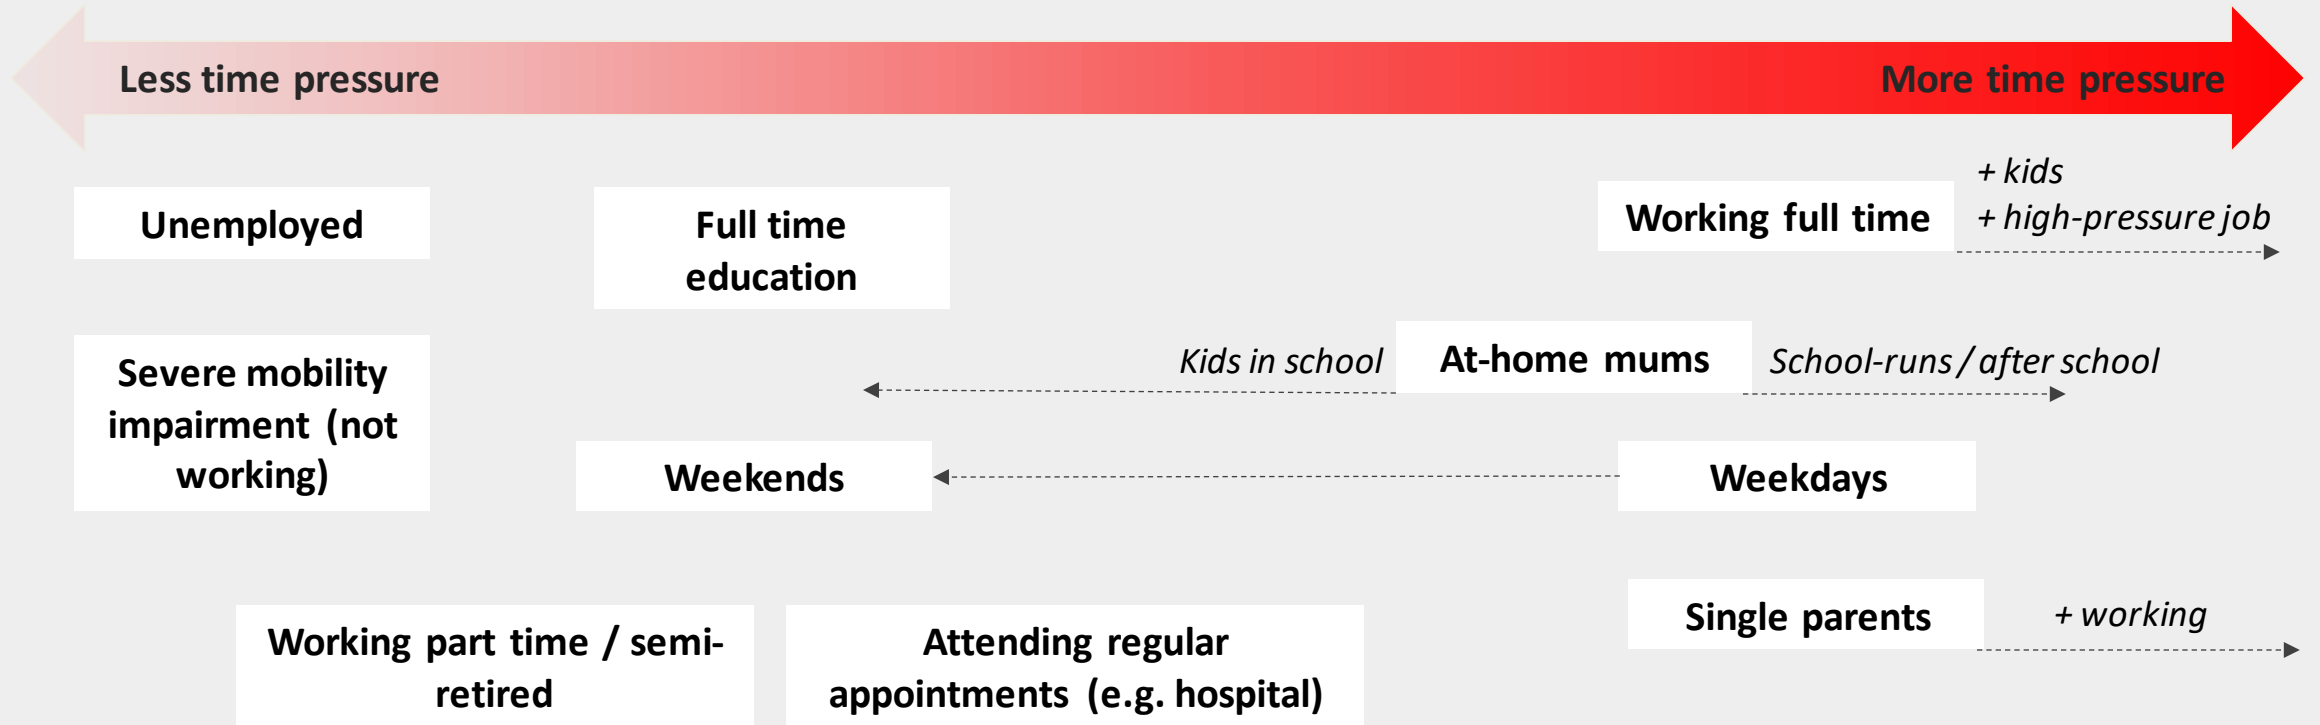 Less time pressure
More time pressure
Unemployed
Full time
education
Working full time
+ kids
+ high-pressure job
Severe mobility
impairment (not
working)
Kids in school
At-home mums
School-runs / after school
Weekends
Weekdays
Working part time / semi-
retired
Attending regular
appointments (e.g. hospital)
Single parents
+ working